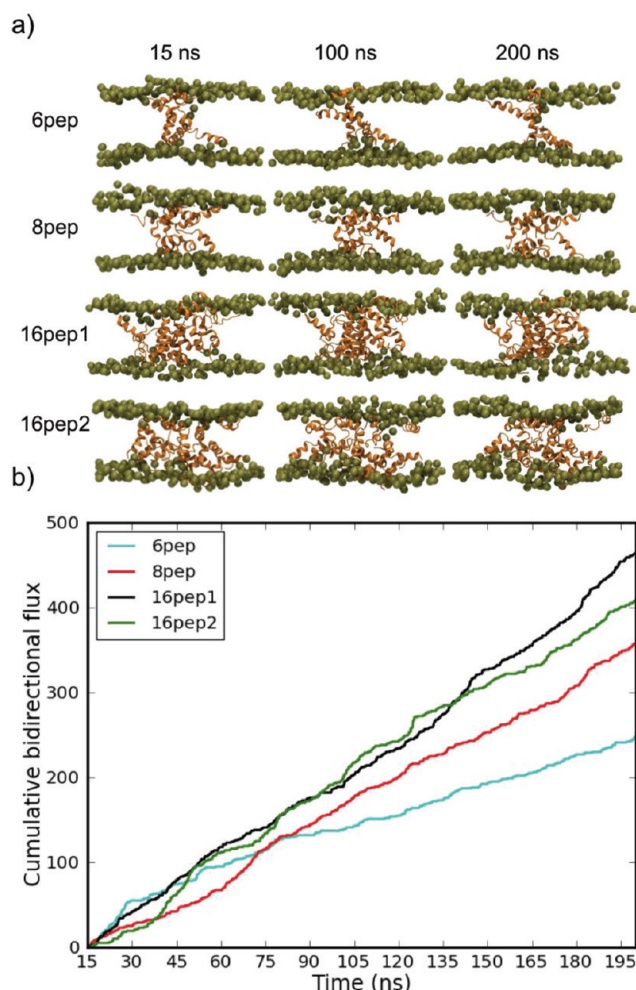 a)
15 ns 100 ns 200 ns
6pep
8pep
16pep1
16pep2
b)
500
400
300
200
100
0
Cumulative bidirectional flux
6pep
8pep
16pep1
16pep2
15 30 45 60 75 90 105 120 135 150 165 180 195
Time (ns)